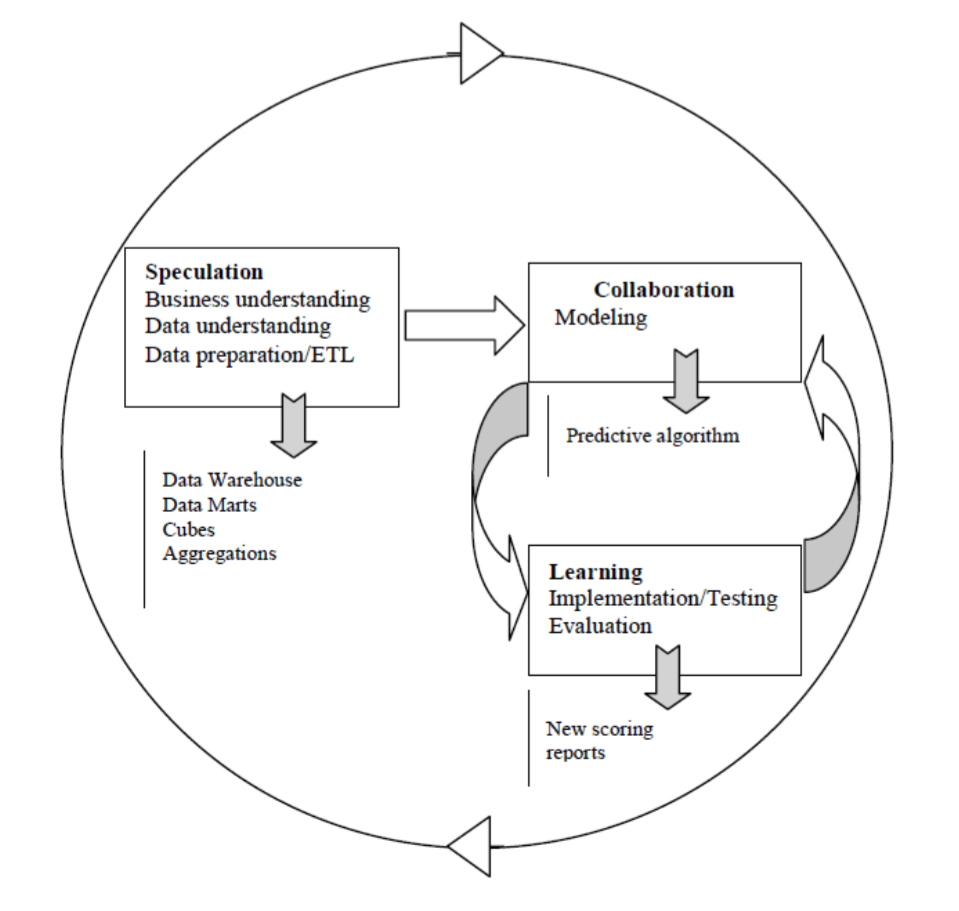 Speculation
Business understanding
Data understanding
Data preparation/ETL
Data Warehouse
Data Marts
Cubes
Aggregations
Collaboration
Modeling
Predictive algorithm
Learning
Implementation/Testing
Evaluation
New scoring
reports